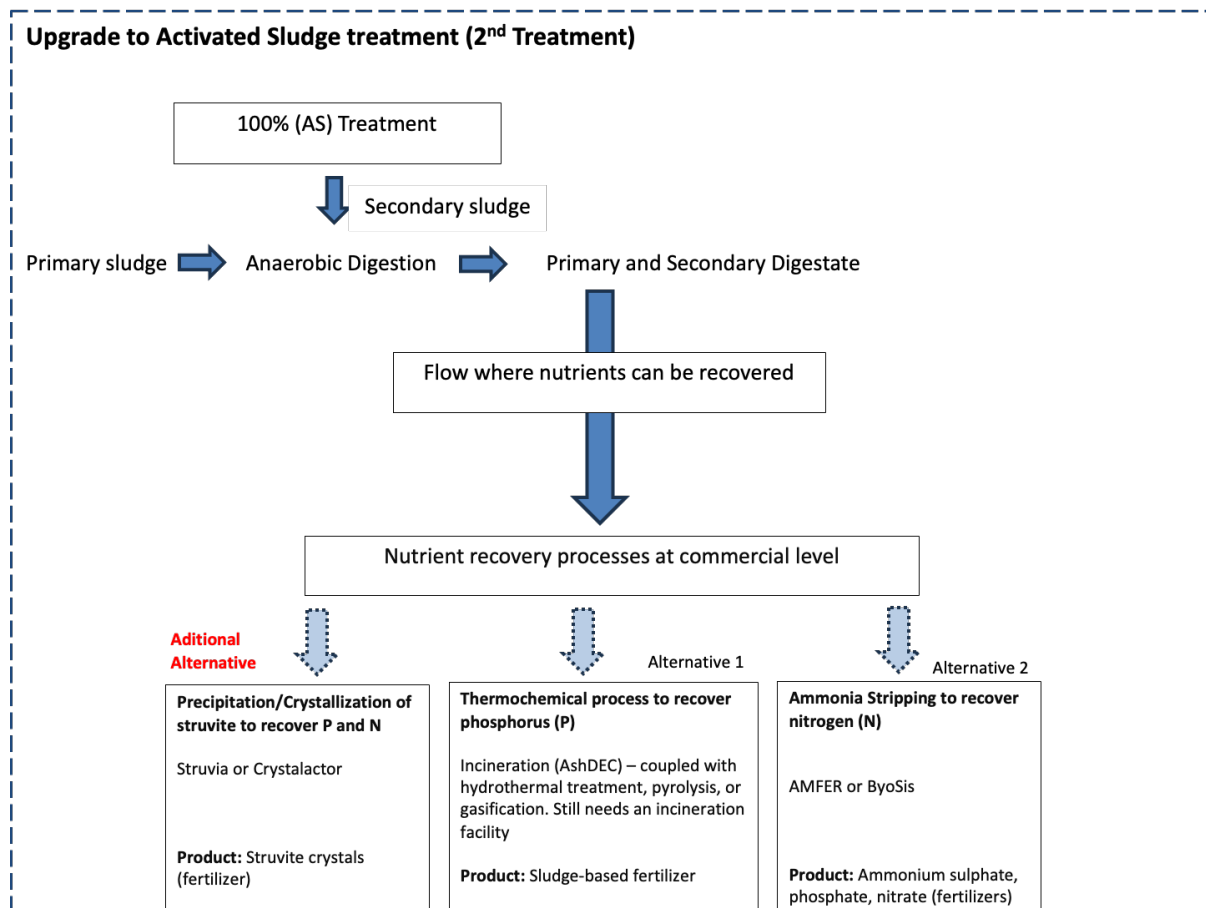 Upgrade to Activated Sludge treatment (2nd Treatment)
100% (AS) Treatment
Secondary sludge
Primary sludge
Anaerobic Digestion
Primary and Secondary Digestate
Flow where nutrients can be recovered
Nutrient recovery processes at commercial level
Aditional
Alternative
Precipitation/Crystallization of
struvite to recover P and N
Struvia or Crystalactor
Product: Struvite crystals
(fertilizer)
Alternative 1
Thermochemical process to recover
phosphorus (P)
Incineration (AshDEC) – coupled with
hydrothermal treatment, pyrolysis, or
gasification. Still needs an incineration
facility
Product: Sludge-based fertilizer
Alternative 2
Ammonia Stripping to recover
nitrogen (N)
AMFER or ByoSis
Product: Ammonium sulphate,
phosphate, nitrate (fertilizers)